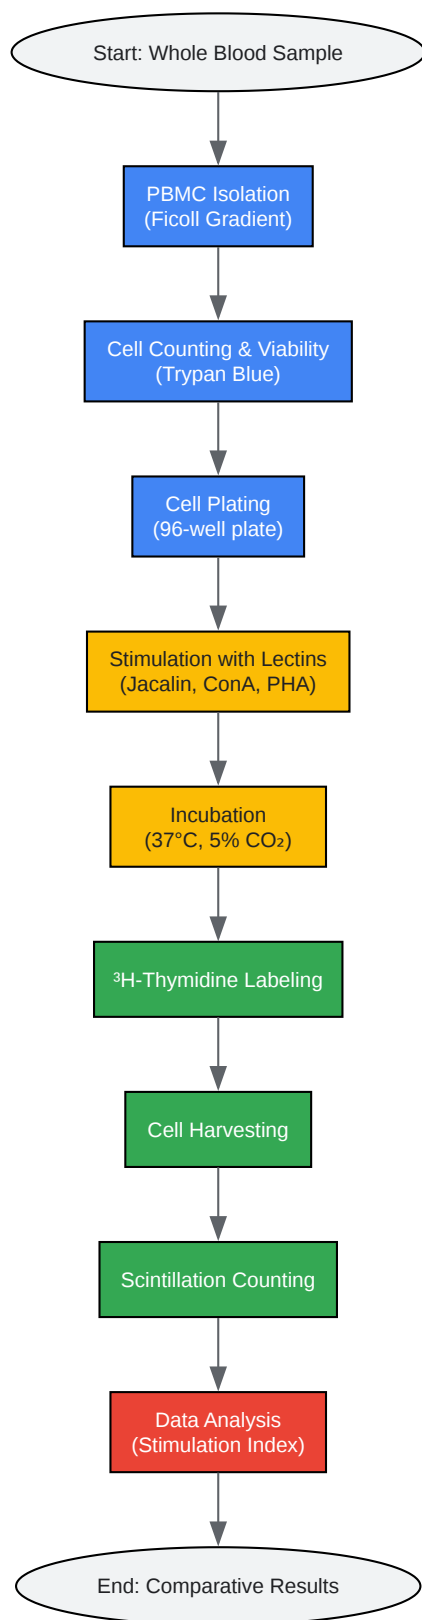 Start: Whole Blood Sample
PBMC Isolation
(Ficoll Gradient)
Cell Counting & Viability
(Trypan Blue)
Cell Plating
(96-well plate)
Stimulation with Lectins
(Jacalin, ConA, PHA)
Incubation
(37°C, 5% CO₂)
³H-Thymidine Labeling
Cell Harvesting
Scintillation Counting
Data Analysis
(Stimulation Index)
End: Comparative Results